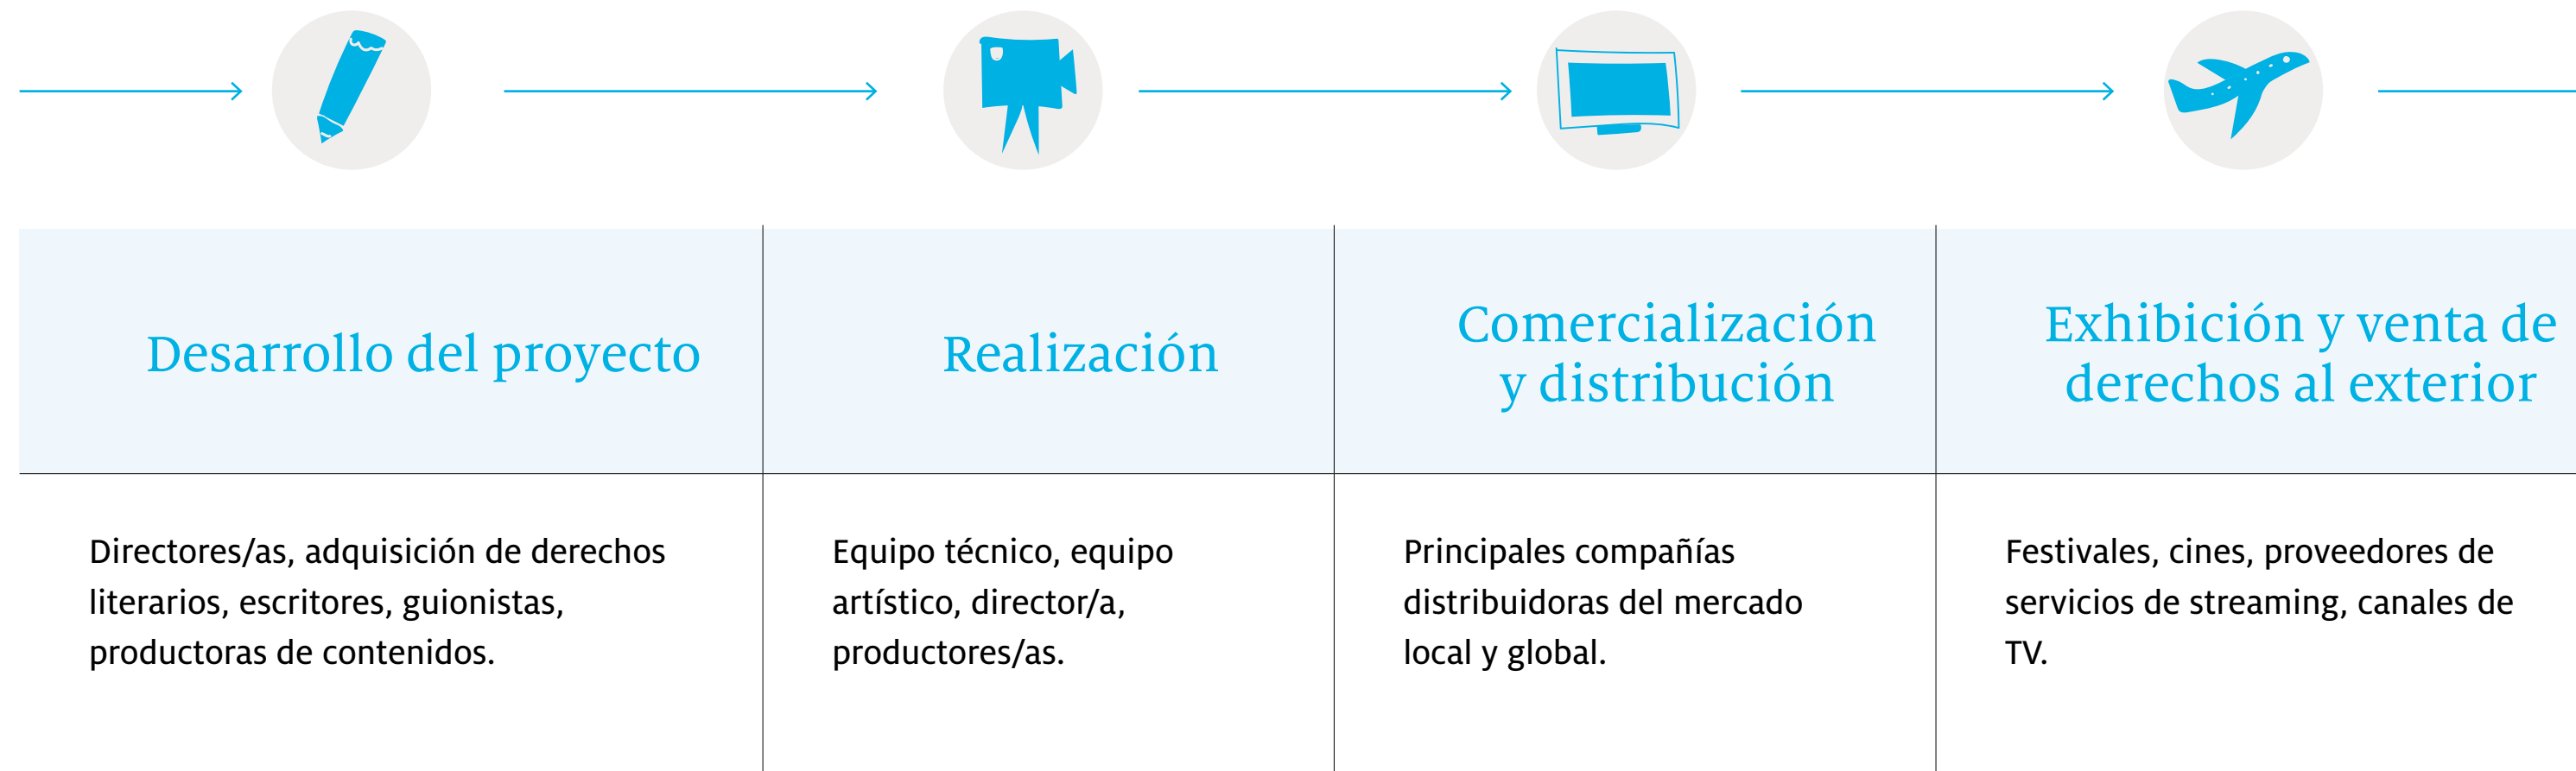 Desarrollo del proyecto
Realización
Comercialización
y distribución
Exhibición y venta de
derechos al exterior
Directores/as, adquisición de derechos
literarios, escritores, guionistas,
productoras de contenidos.
Equipo técnico, equipo
artístico, director/a,
productores/as.
Principales compañías
distribuidoras del mercado
local y global.
Festivales, cines, proveedores de
servicios de streaming, canales de
TV.